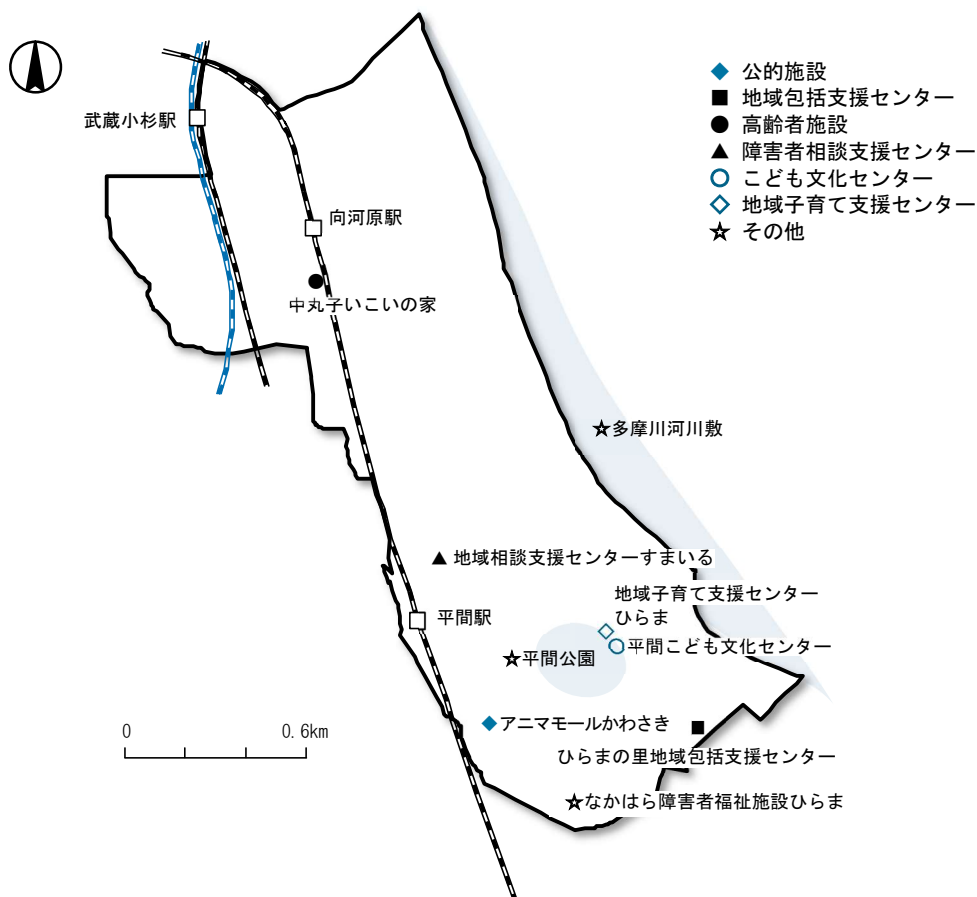 公的施設
地域包括支援センター
高齢者施設
障害者相談支援センター
こども文化センター
地域子育て支援センター
その他
武蔵小杉駅
向河原駅
中丸子いこいの家
多摩川河川敷
地域相談支援センターすまいる
地域子育て支援センター
ひらま
平間駅
平間こども文化センター
平間公園
アニマモールかわさき
0 0.6km
ひらまの里地域包括支援センター
なかはら障害者福祉施設ひらま